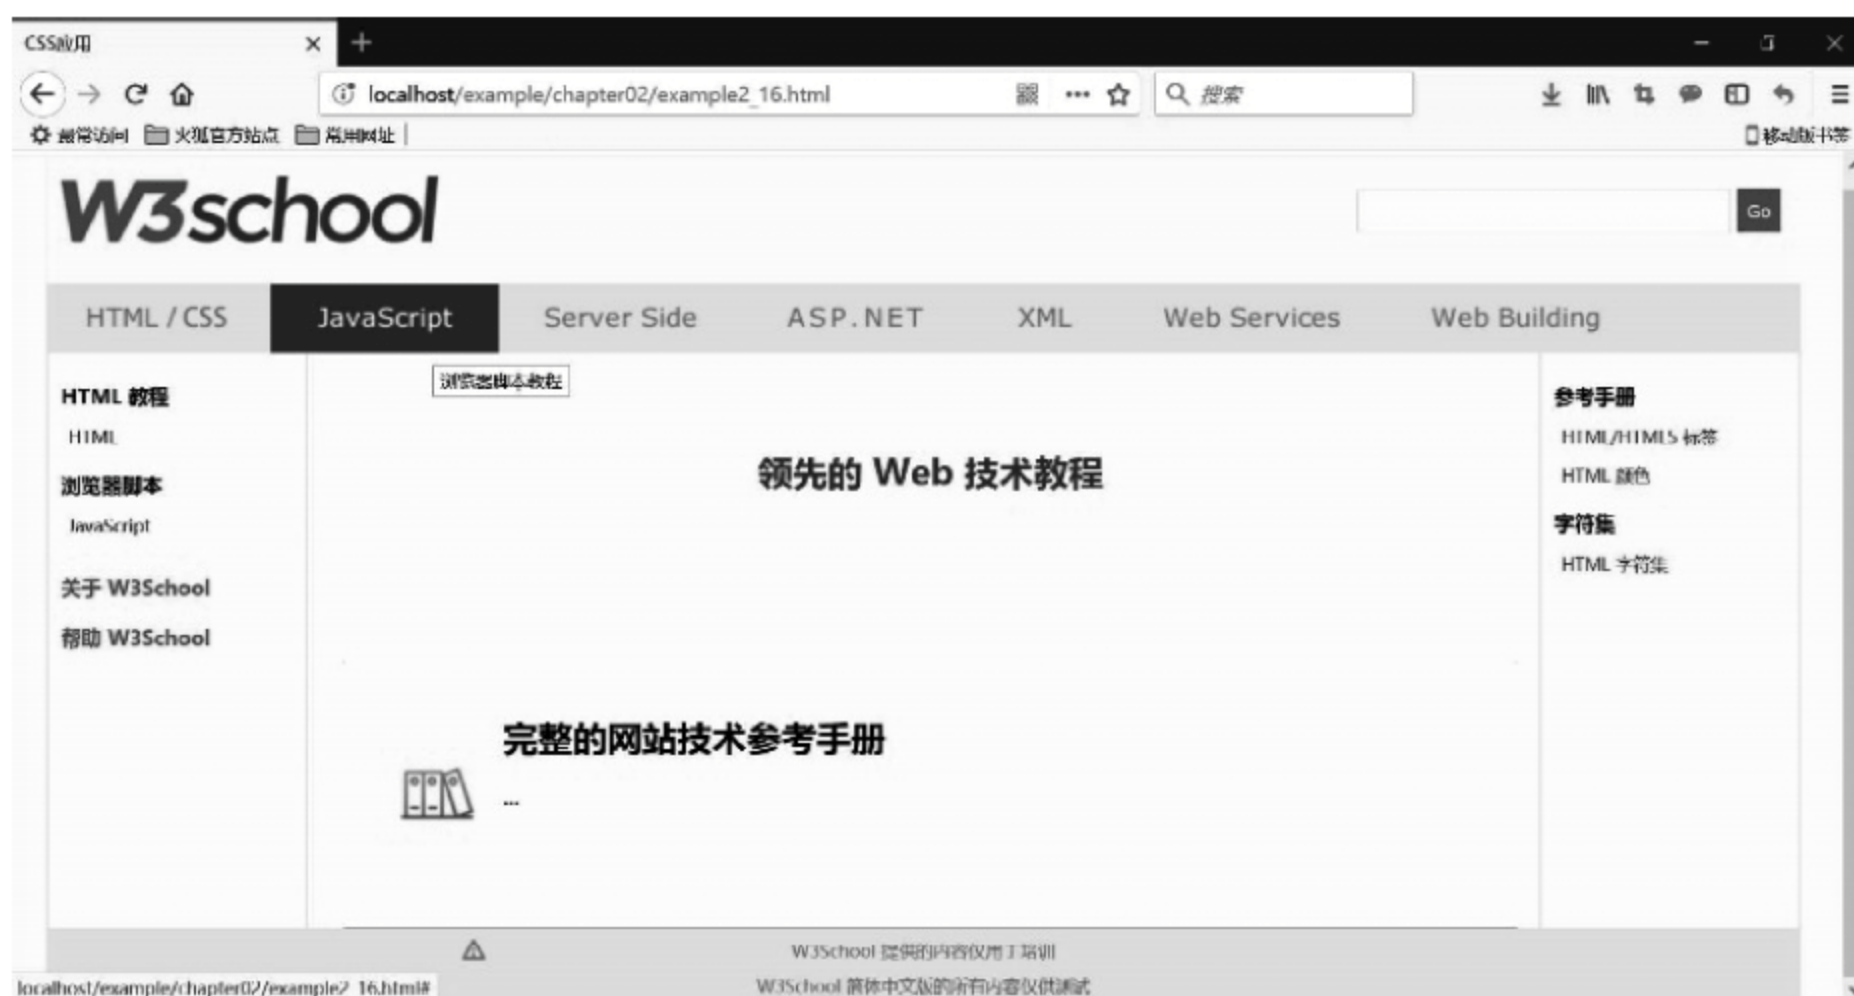 CSS应用
localhost/example/chapter02/example2_16.html
搜索
最常访问 火狐官方站点 常用网址
移动版书签
W3school
Go
HTML / CSS JavaScript Server Side ASP.NET XML Web Services Web Building
浏览器脚本教程
HTML 教程
HTML
浏览器脚本
JavaScript
关于 W3School
帮助 W3School
领先的 Web 技术教程
完整的网站技术参考手册
...
参考手册
HTML/HTML5 标签
HTML 颜色
字符集
HTML 字符集
W3School 提供的内容仅用于培训
W3School 简体中文版的所有内容仅供测试
localhost/example/chapter02/example2_16.html#